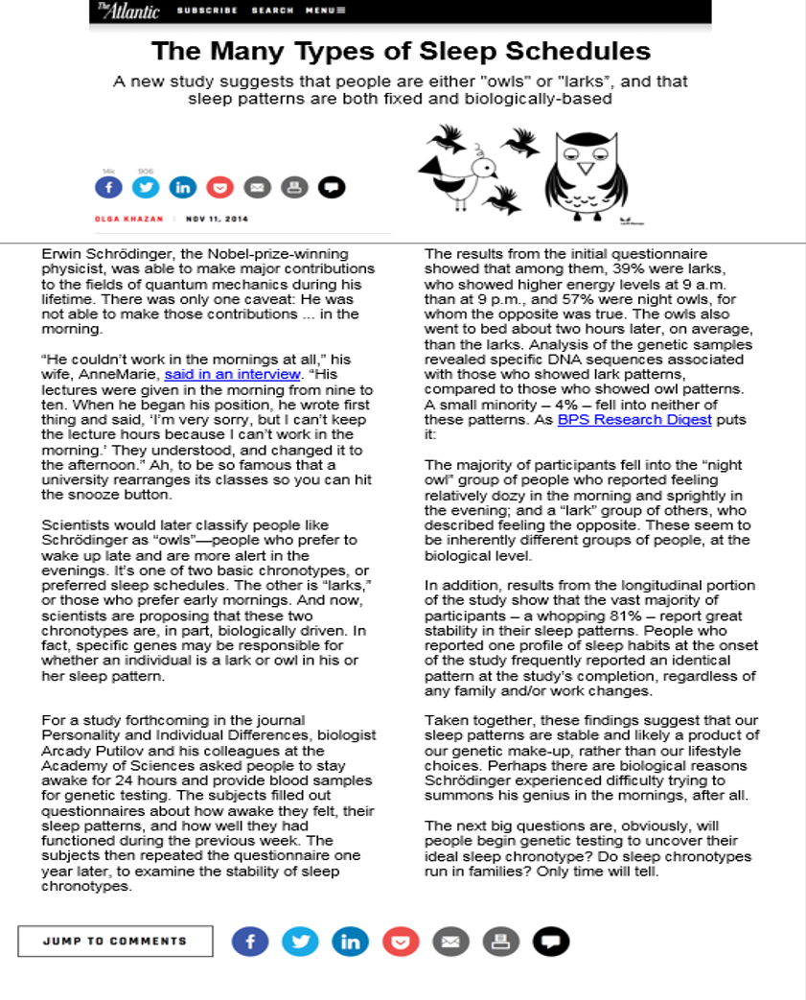 The Atlantic SUBSCRIBE SEARCH MENU
The Many Types of Sleep Schedules
A new study suggests that people are either "owls" or "larks", and that
sleep patterns are both fixed and biologically-based
14k 906
OLGA KHAZAN | NOV 11, 2014
Erwin Schrödinger, the Nobel-prize-winning
physicist, was able to make major contributions
to the fields of quantum mechanics during his
lifetime. There was only one caveat: He was
not able to make those contributions ... in the
morning.
“He couldn’t work in the mornings at all,” his
wife, AnneMarie, said in an interview. “His
lectures were given in the morning from nine to
ten. When he began his position, he wrote first
thing and said, ‘I’m very sorry, but I can’t keep
the lecture hours because I can’t work in the
morning.’ They understood, and changed it to
the afternoon.” Ah, to be so famous that a
university rearranges its classes so you can hit
the snooze button.
Scientists would later classify people like
Schrödinger as “owls”—people who prefer to
wake up late and are more alert in the
evenings. It’s one of two basic chronotypes, or
preferred sleep schedules. The other is “larks,”
or those who prefer early mornings. And now,
scientists are proposing that these two
chronotypes are, in part, biologically driven. In
fact, specific genes may be responsible for
whether an individual is a lark or owl in his or
her sleep pattern.
For a study forthcoming in the journal
Personality and Individual Differences, biologist
Arcady Putilov and his colleagues at the
Academy of Sciences asked people to stay
awake for 24 hours and provide blood samples
for genetic testing. The subjects filled out
questionnaires about how awake they felt, their
sleep patterns, and how well they had
functioned during the previous week. The
subjects then repeated the questionnaire one
year later, to examine the stability of sleep
chronotypes.
The results from the initial questionnaire
showed that among them, 39% were larks,
who showed higher energy levels at 9 a.m.
than at 9 p.m., and 57% were night owls, for
whom the opposite was true. The owls also
went to bed about two hours later, on average,
than the larks. Analysis of the genetic samples
revealed specific DNA sequences associated
with those who showed lark patterns,
compared to those who showed owl patterns.
A small minority – 4% – fell into neither of
these patterns. As BPS Research Digest puts
it:
The majority of participants fell into the “night
owl” group of people who reported feeling
relatively dozy in the morning and sprightly in
the evening; and a “lark” group of others, who
described feeling the opposite. These seem to
be inherently different groups of people, at the
biological level.
In addition, results from the longitudinal portion
of the study show that the vast majority of
participants – a whopping 81% – report great
stability in their sleep patterns. People who
reported one profile of sleep habits at the onset
of the study frequently reported an identical
pattern at the study’s completion, regardless of
any family and/or work changes.
Taken together, these findings suggest that our
sleep patterns are stable and likely a product of
our genetic make-up, rather than our lifestyle
choices. Perhaps there are biological reasons
Schrödinger experienced difficulty trying to
summons his genius in the mornings, after all.
The next big questions are, obviously, will
people begin genetic testing to uncover their
ideal sleep chronotype? Do sleep chronotypes
run in families? Only time will tell.
JUMP TO COMMENTS